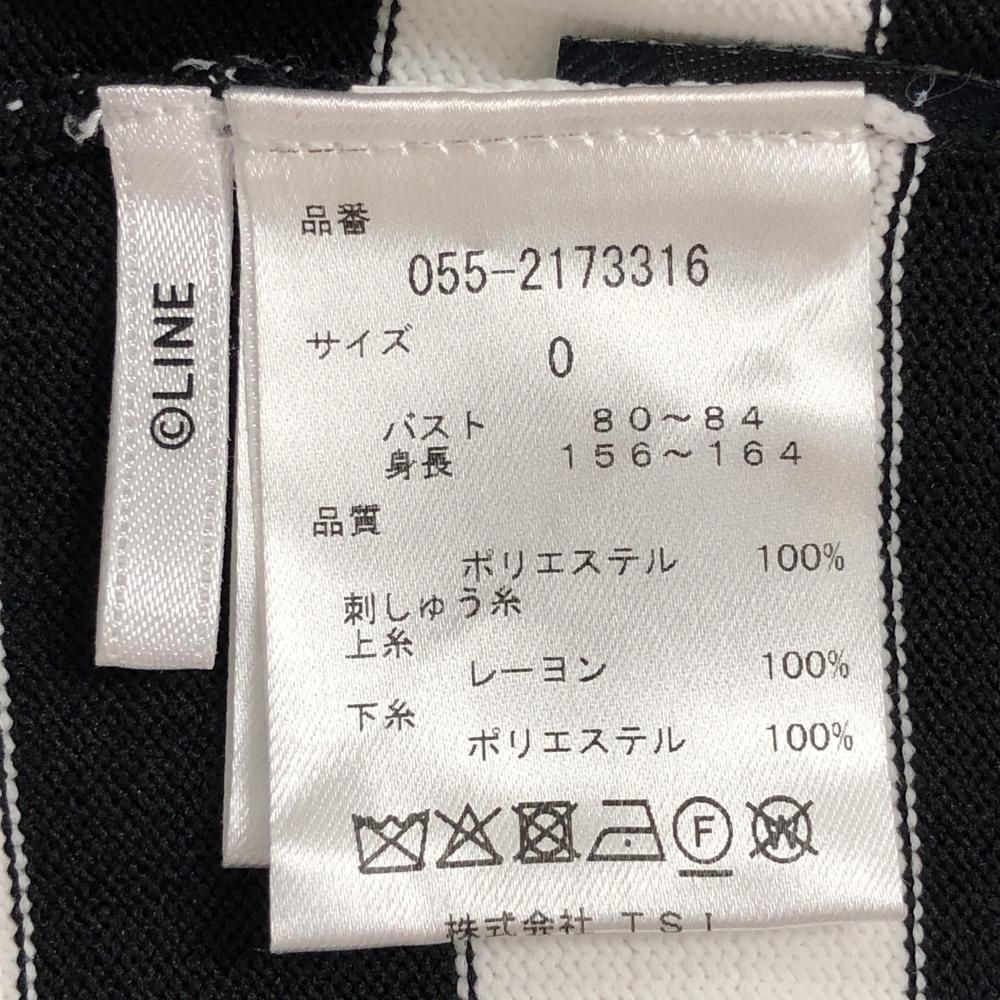 ©LINE
品番
055-2173316
サイズ 0
バスト 80～84
身長 156～164
品質
ポリエステル 100%
刺しゅう糸
上糸
レーヨン 100%
下糸
ポリエステル 100%
F W
株式会社 TSI